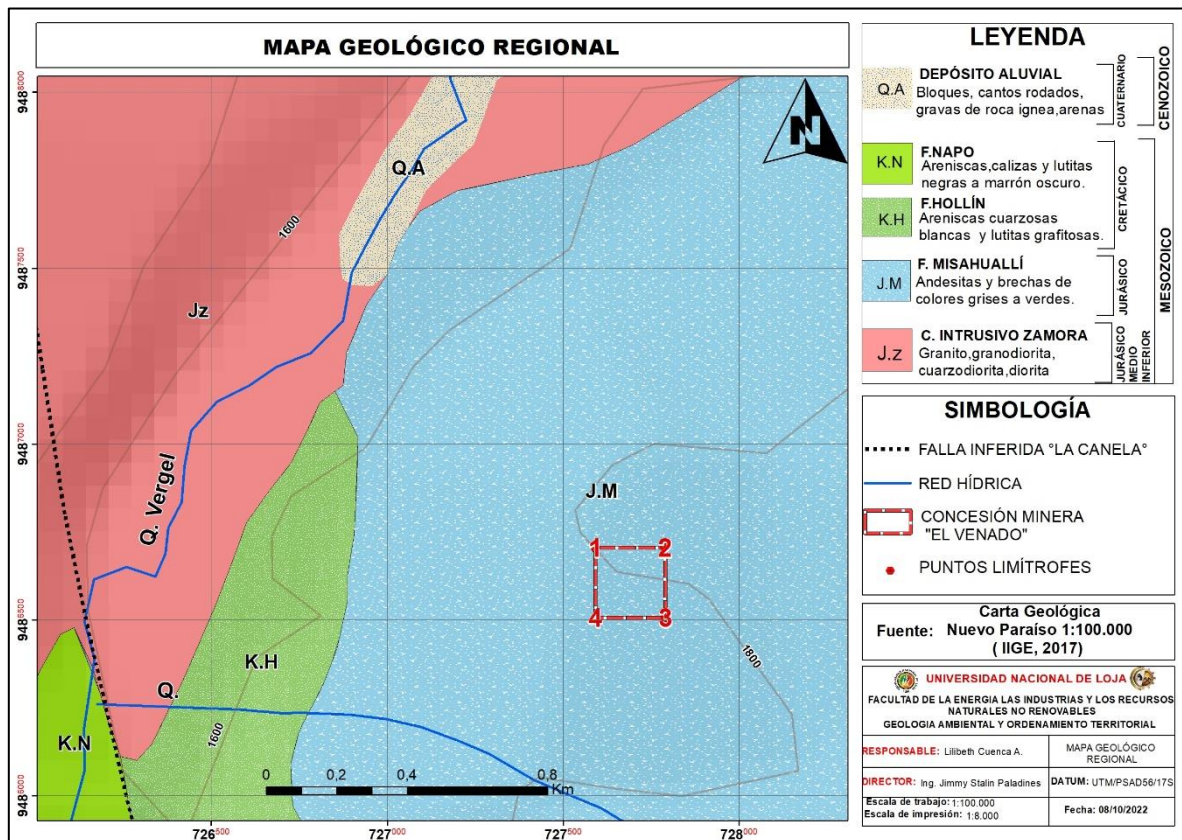 MAPA GEOLÓGICO REGIONAL
9488000
9487500
9487000
9486500
9486000
726500
727000
727500
728000
N
Q.A
1600
Jz
Q. Vergel
J.M
1
2
4
3
K.H
Q.
K.N
1600
1800
0 0,2 0,4 0,8
Km
LEYENDA
Q.A
DEPÓSITO ALUVIAL
Bloques, cantos rodados,
gravas de roca ignea,arenas
CUATERNARIO
CENOZOICO
K.N
F.NAPO
Areniscas,calizas y lutitas
negras a marrón oscuro.
K.H
F.HOLLÍN
Areniscas cuarzosas
blancas y lutitas grafitosas.
CRETÁCICO
J.M
F. MISAHUALLÍ
Andesitas y brechas de
colores grises a verdes.
JURÁSICO
J.z
C. INTRUSIVO ZAMORA
Granito,granodiorita,
cuarzodiorita,diorita
JURÁSICO
MEDIO
INFERIOR
MESOZOICO
SIMBOLOGÍA
FALLA INFERIDA "LA CANELA"
RED HÍDRICA
CONCESIÓN MINERA
"EL VENADO"
PUNTOS LIMÍTROFES
Carta Geológica
Fuente: Nuevo Paraíso 1:100.000
( IIGE, 2017)
UNIVERSIDAD NACIONAL DE LOJA
FACULTAD DE LA ENERGIA LAS INDUSTRIAS Y LOS RECURSOS
NATURALES NO RENOVABLES
GEOLOGIA AMBIENTAL Y ORDENAMIENTO TERRITORIAL
RESPONSABLE: Lilibeth Cuenca A.
MAPA GEOLÓGICO
REGIONAL
DIRECTOR: Ing. Jimmy Stalin Paladines
DATUM: UTM/PSAD56/17S
Escala de trabajo: 1:100.000
Escala de impresión: 1:8.000
Fecha: 08/10/2022